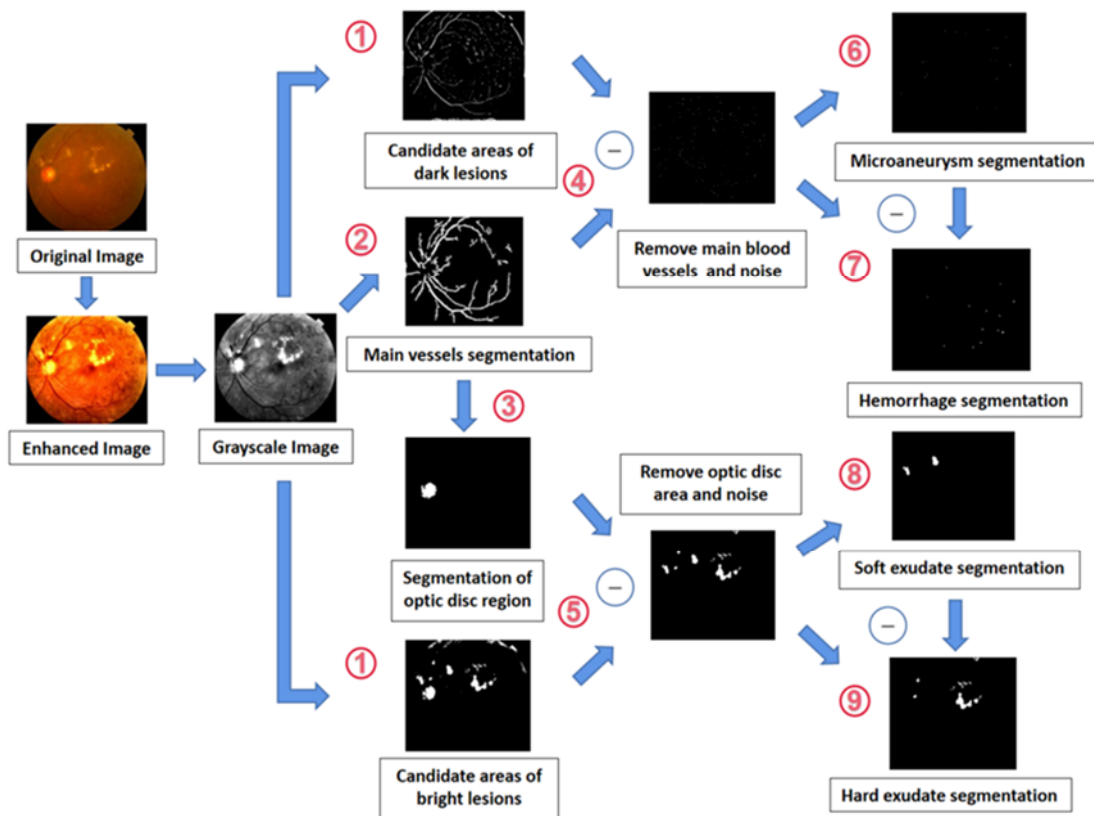 ①
Candidate areas of
dark lesions
Original Image
Enhanced Image
Grayscale Image
②
Main vessels segmentation
③
Segmentation of
optic disc region
①
Candidate areas of
bright lesions
④
−
Remove main blood
vessels and noise
Remove optic disc
area and noise
⑤
−
⑥
Microaneurysm segmentation
−
⑦
Hemorrhage segmentation
⑧
Soft exudate segmentation
−
⑨
Hard exudate segmentation